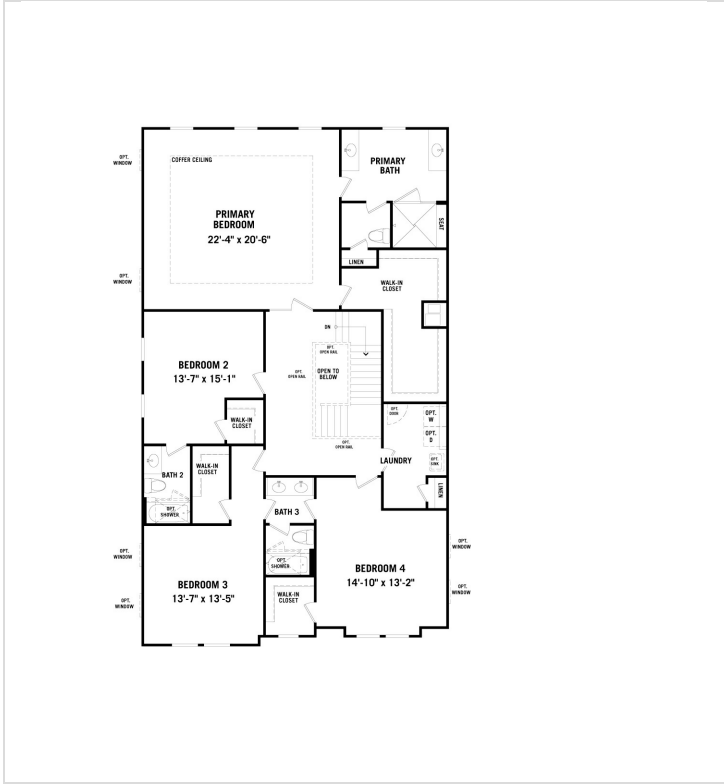 OPT.
WINDOW
COFFER CEILING
PRIMARY
BATH
PRIMARY
BEDROOM
22'-4" x 20'-6"
SEAT
LINEN
OPT.
WINDOW
WALK-IN
CLOSET
DN
OPT.
OPEN RAIL
BEDROOM 2
13'-7" x 15'-1"
OPT.
OPEN RAIL
OPEN TO
BELOW
OPT.
DOOR
OPT.
W
OPT.
D
WALK-IN
CLOSET
OPT.
OPEN RAIL
LAUNDRY
OPT.
SINK
WALK-IN
CLOSET
BATH 2
LINEN
OPT.
SHOWER
BATH 3
OPT.
WINDOW
OPT.
WINDOW
OPT.
SHOWER
BEDROOM 4
14'-10" x 13'-2"
BEDROOM 3
13'-7" x 13'-5"
OPT.
WINDOW
WALK-IN
CLOSET
OPT.
WINDOW